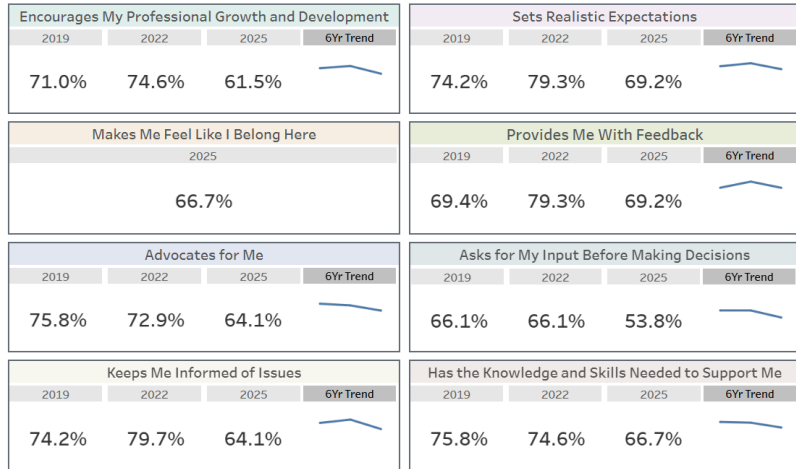 Encourages My Professional Growth and Development
2019 2022 2025 6Yr Trend
71.0% 74.6% 61.5%
Sets Realistic Expectations
2019 2022 2025 6Yr Trend
74.2% 79.3% 69.2%
Makes Me Feel Like I Belong Here
2025
66.7%
Provides Me With Feedback
2019 2022 2025 6Yr Trend
69.4% 79.3% 69.2%
Advocates for Me
2019 2022 2025 6Yr Trend
75.8% 72.9% 64.1%
Asks for My Input Before Making Decisions
2019 2022 2025 6Yr Trend
66.1% 66.1% 53.8%
Keeps Me Informed of Issues
2019 2022 2025 6Yr Trend
74.2% 79.7% 64.1%
Has the Knowledge and Skills Needed to Support Me
2019 2022 2025 6Yr Trend
75.8% 74.6% 66.7%